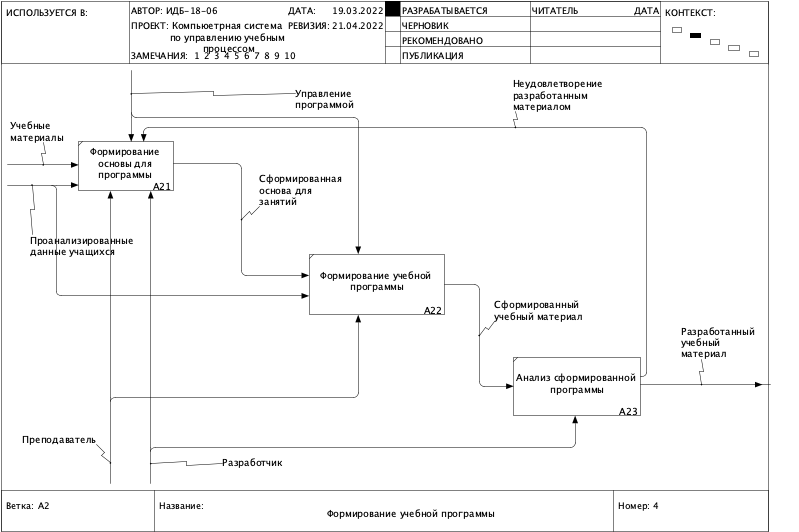 ИСПОЛЬЗУЕТСЯ В:
АВТОР: ИДБ-18-06
ДАТА: 19.03.2022
ПРОЕКТ: Компьюетрная система
по управлению учебным
процессом
РЕВИЗИЯ: 21.04.2022
ЗАМЕЧАНИЯ: 1 2 3 4 5 6 7 8 9 10
РАЗРАБАТЫВАЕТСЯ
ЧЕРНОВИК
РЕКОМЕНДОВАНО
ПУБЛИКАЦИЯ
ЧИТАТЕЛЬ
ДАТА
КОНТЕКСТ:
Управление
программой
Неудовлетворение
разработанным
материалом
Учебные
материалы
Формирование
основы для
программы
A21
Сформированная
основа для
занятий
Проанализированные
данные учащихся
Формирование учебной
программы
A22
Сформированный
учебный материал
Разработанный
учебный
материал
Анализ сформированной
программы
A23
Преподаватель
Разработчик
Ветка: A2
Название:
Формирование учебной программы
Номер: 4